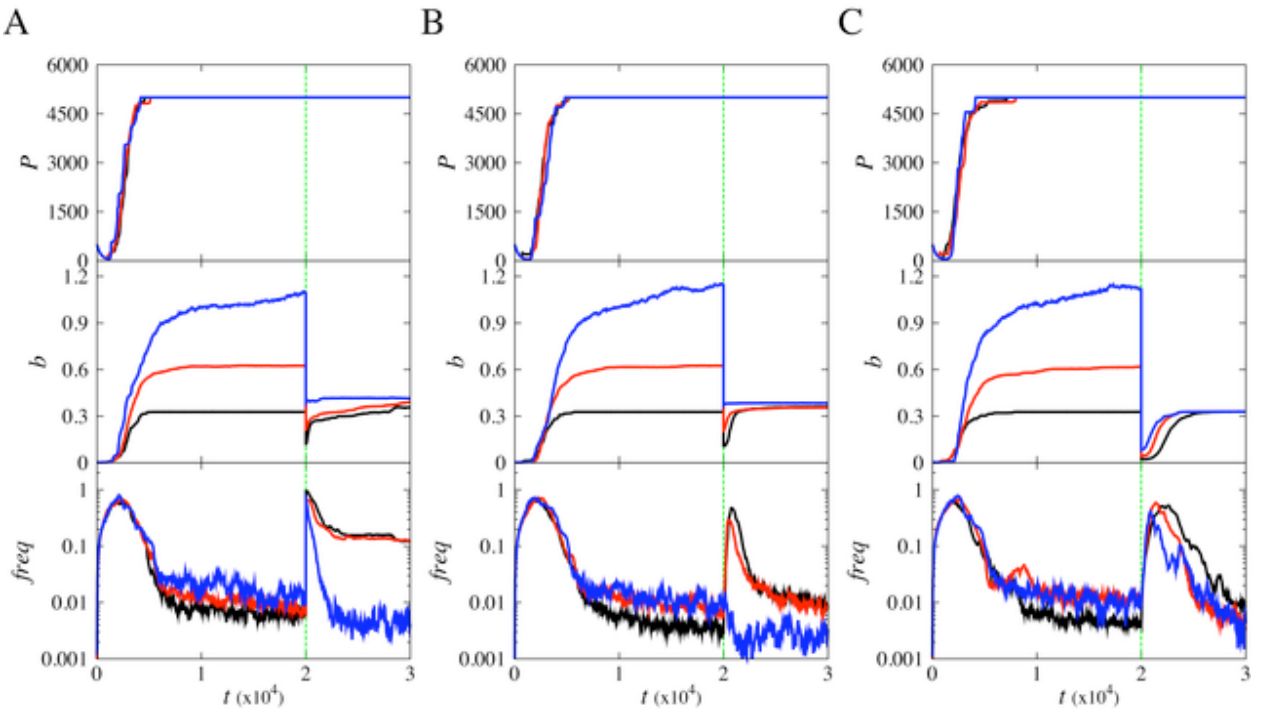 A B C
6000 6000 6000
4500 4500 4500
P 3000 P 3000 P 3000
1500 1500 1500
0 0 0
1.2 1.2 1.2
0.9 0.9 0.9
b 0.6 b 0.6 b 0.6
0.3 0.3 0.3
0 0 0
1 1 1
freq 0.1 freq 0.1 freq 0.1
0.01 0.01 0.01
0.001 0.001 0.001
0 1 2 3 0 1 2 3 0 1 2 3
t (x10⁴) t (x10⁴) t (x10⁴)